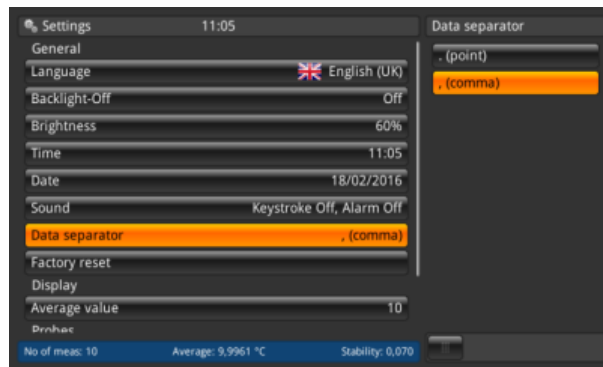 Settings 11:05
General
Language English (UK)
Backlight-Off Off
Brightness 60%
Time 11:05
Date 18/02/2016
Sound Keystroke Off, Alarm Off
Data separator , (comma)
Factory reset
Display
Average value 10
Probes
No of meas: 10 Average: 9,9961 °C Stability: 0,070
Data separator
. (point)
, (comma)